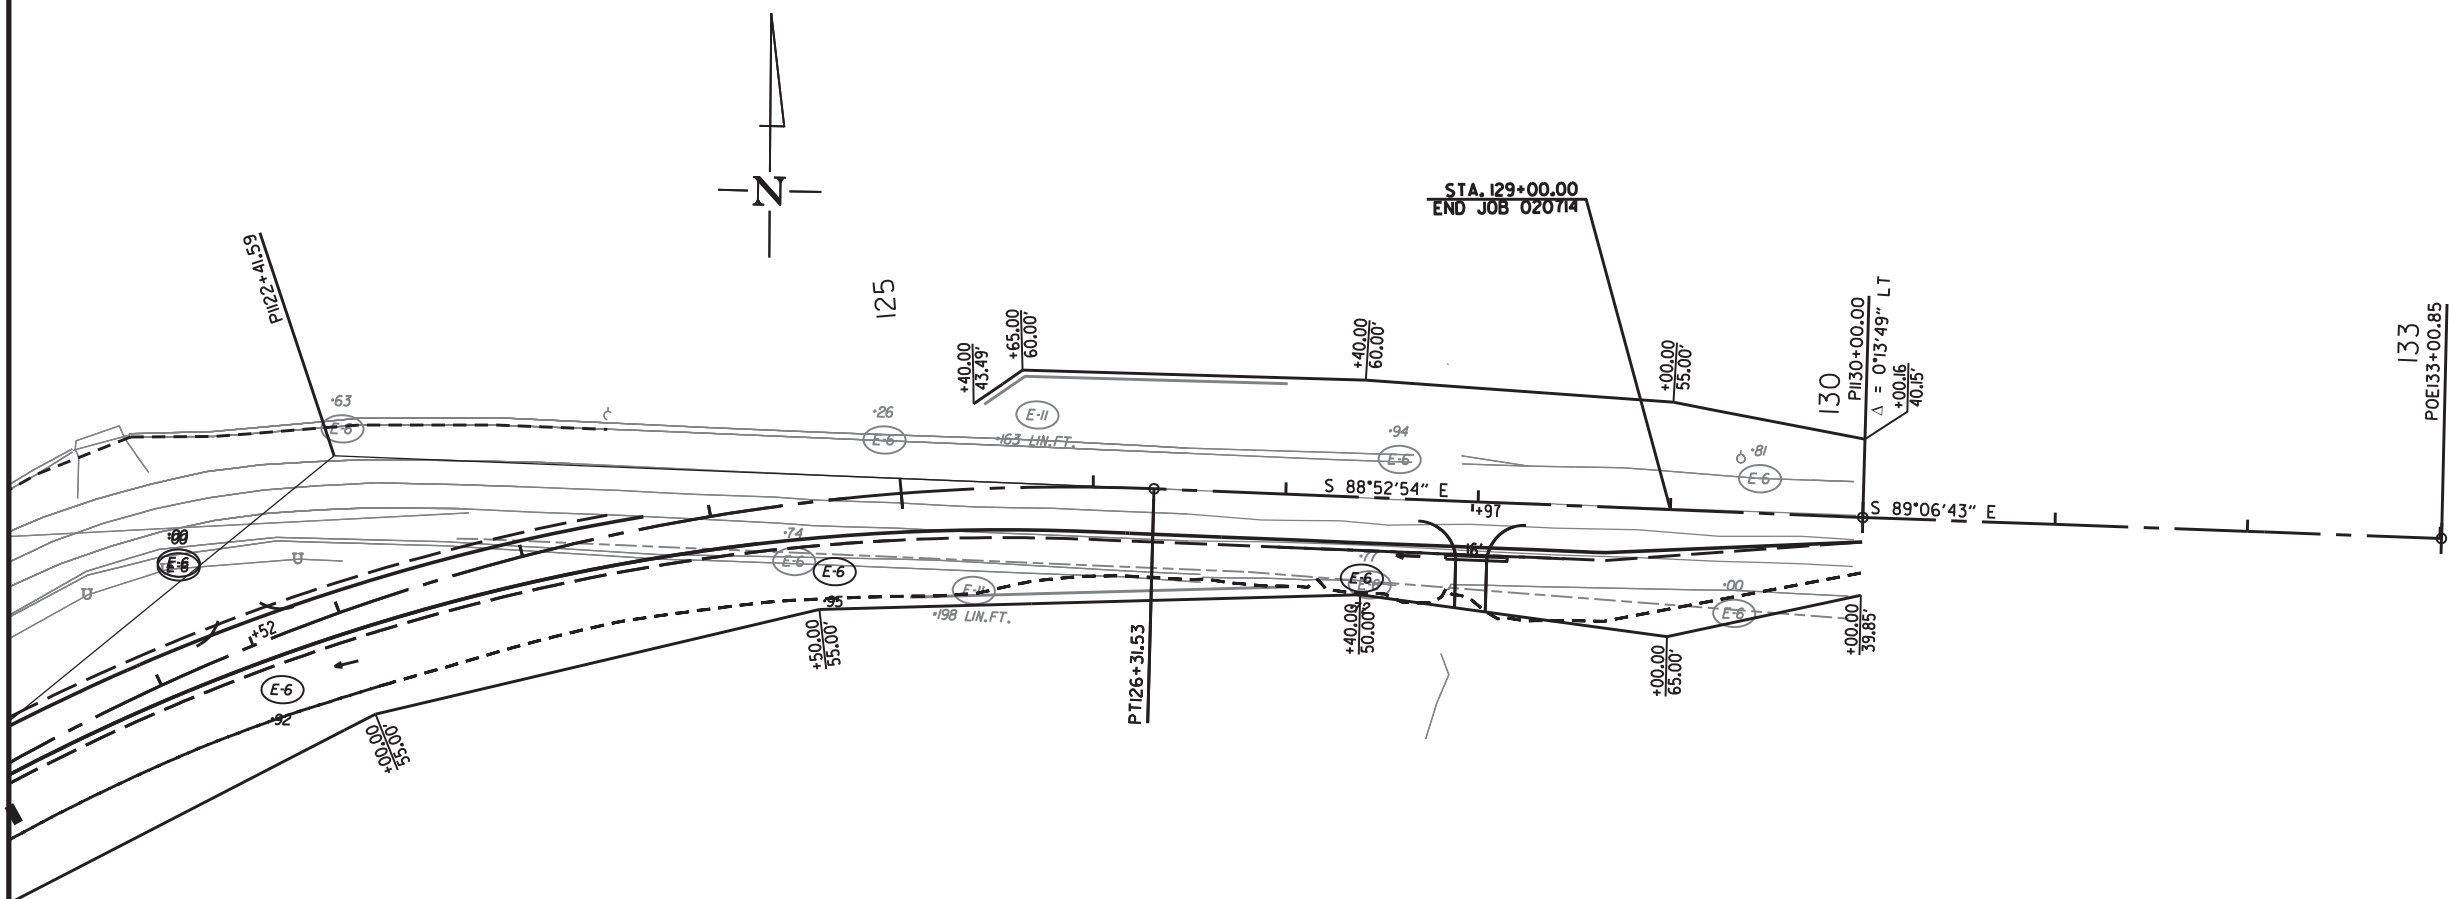 N
STA. 129+00.00
END JOB 020714
PI122+41.59
125
+40.00
43.49'
+65.00
60.00'
+40.00
60.00'
+00.00
55.00'
130
PI130+00.00
Δ = 0°13'49" LT
+00.16
40.15'
133
POE133+00.85
.63
E-6
.26
E-6
E-11
.163 LIN.FT.
.94
E-6
.81
E-6
S 88°52'54" E
+97
S 89°06'43" E
16'
.00
E-6
U
U
.74
E-6
E-6
.95
E-11
.198 LIN.FT.
.77
E-6
.72
.00
E-6
+52
E-6
.92
+00.00
55.00'
+50.00
55.00'
PT126+31.53
+40.00
50.00'
+00.00
65.00'
+00.00
39.85'